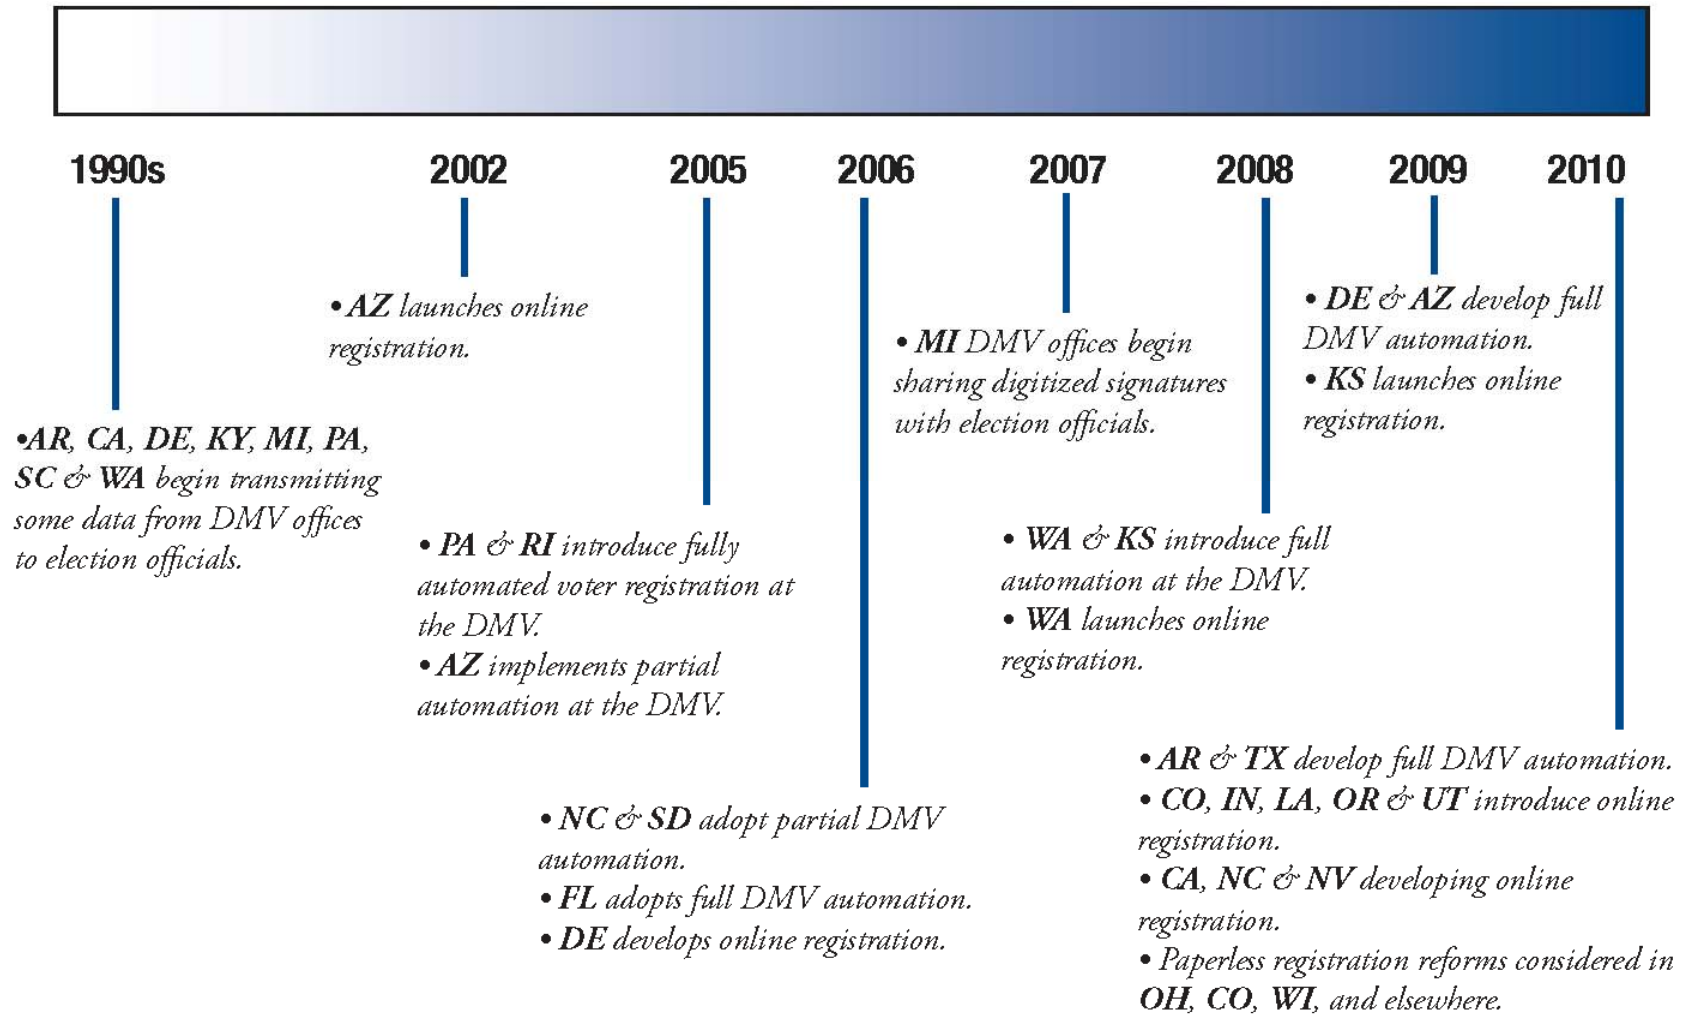 1990s 2002 2005 2006 2007 2008 2009 2010
•AR, CA, DE, KY, MI, PA,
SC & WA begin transmitting
some data from DMV offices
to election officials.
• AZ launches online
registration.
• PA & RI introduce fully
automated voter registration at
the DMV.
• AZ implements partial
automation at the DMV.
• NC & SD adopt partial DMV
automation.
• FL adopts full DMV automation.
• DE develops online registration.
• MI DMV offices begin
sharing digitized signatures
with election officials.
• WA & KS introduce full
automation at the DMV.
• WA launches online
registration.
• DE & AZ develop full
DMV automation.
• KS launches online
registration.
• AR & TX develop full DMV automation.
• CO, IN, LA, OR & UT introduce online
registration.
• CA, NC & NV developing online
registration.
• Paperless registration reforms considered in
OH, CO, WI, and elsewhere.